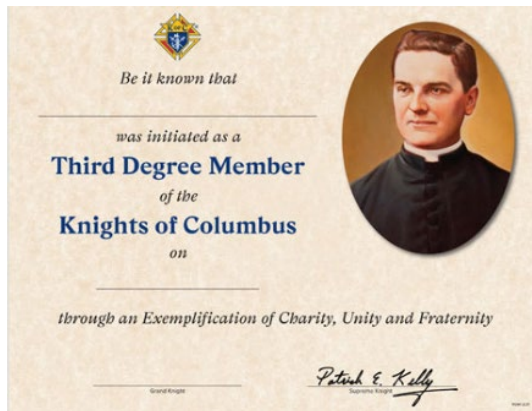 Be it known that
was initiated as a
Third Degree Member
of the
Knights of Columbus
on
through an Exemplification of Charity, Unity and Fraternity
Patrick E. Kelly
Grand Knight
Supreme Knight